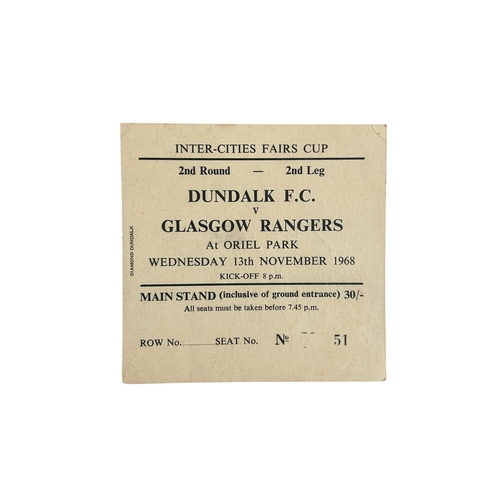 INTER-CITIES FAIRS CUP
2nd Round — 2nd Leg
DUNDALK F.C.
v
GLASGOW RANGERS
At ORIEL PARK
WEDNESDAY 13th NOVEMBER 1968
KICK-OFF 8 p.m.
MAIN STAND (inclusive of ground entrance) 30/-
All seats must be taken before 7.45 p.m.
ROW No. SEAT No. No 51
DIAMOND DUNDALK